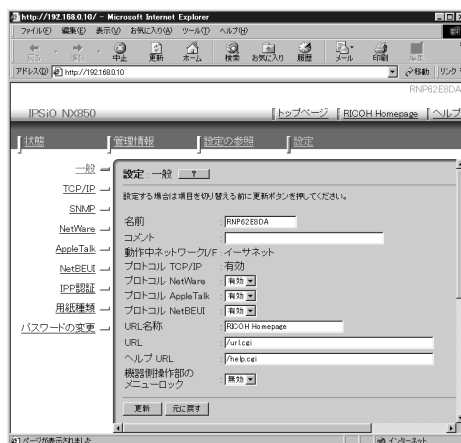 http://192.168.0.10/ - Microsoft Internet Explorer
ファイル(F) 編集(E) 表示(V) お気に入り(A) ツール(T) ヘルプ(H)
戻る 進む 中止 更新 ホーム 検索 お気に入り 履歴 メール 印刷 編集
アドレス(D) http://192.168.0.10 移動 リンク
RNP62E8DA
IPSiO NX850 [トップページ [RICOH Homepage [ヘルプ
状態 管理情報 設定の参照 設定
一般
TCP/IP
SNMP
NetWare
AppleTalk
NetBEUI
IPP認証
用紙種類
パスワードの変更
設定 : 一般 ?
設定する場合は項目を切り替える前に更新ボタンを押してください。
名前 : RNP62E8DA
コメント :
動作中ネットワークI/F : イーサネット
プロトコル TCP/IP : 有効
プロトコル NetWare : 有効
プロトコル AppleTalk : 有効
プロトコル NetBEUI : 有効
URL名称 : RICOH Homepage
URL : /url.cgi
ヘルプ URL : /help.cgi
機器側操作部の
メニューロック : 無効
更新 元に戻す
ページが表示されました インターネット